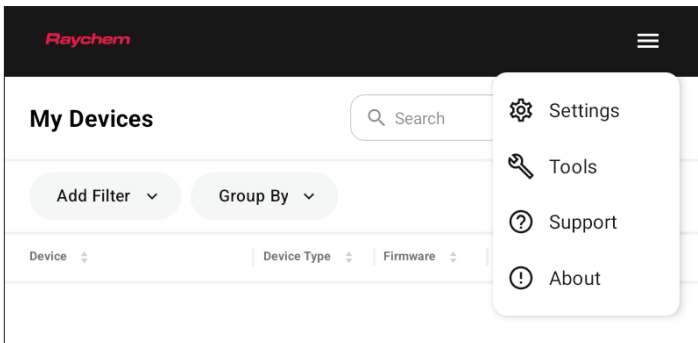 Raychem
My Devices
Search
Settings
Tools
Add Filter
Group By
Support
Device
Device Type
Firmware
About